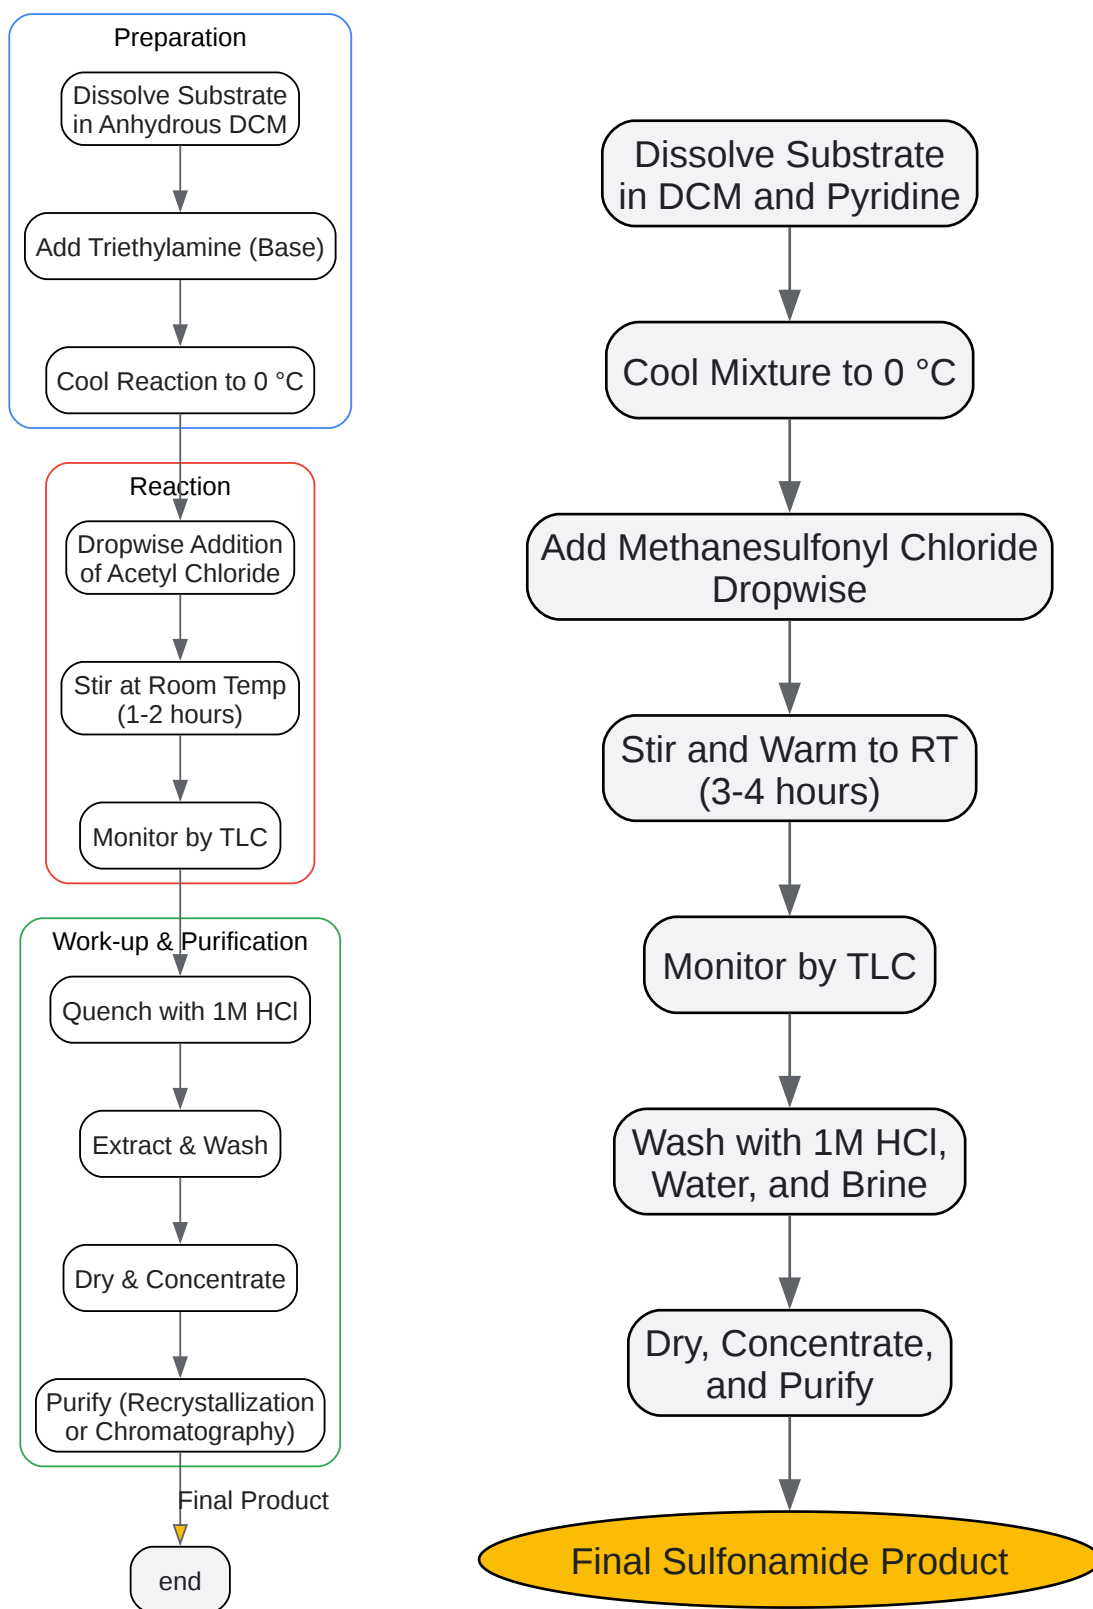 Preparation
Dissolve Substrate
in Anhydrous DCM
Add Triethylamine (Base)
Cool Reaction to 0 °C
Reaction
Dropwise Addition
of Acetyl Chloride
Stir at Room Temp
(1-2 hours)
Monitor by TLC
Work-up & Purification
Quench with 1M HCl
Extract & Wash
Dry & Concentrate
Purify (Recrystallization
or Chromatography)
Final Product
end
Dissolve Substrate
in DCM and Pyridine
Cool Mixture to 0 °C
Add Methanesulfonyl Chloride
Dropwise
Stir and Warm to RT
(3-4 hours)
Monitor by TLC
Wash with 1M HCl,
Water, and Brine
Dry, Concentrate,
and Purify
Final Sulfonamide Product